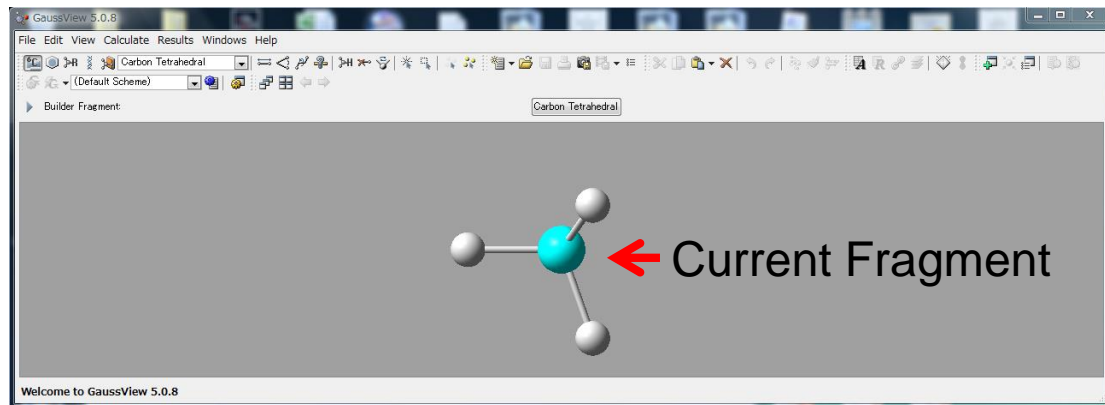 GaussView 5.0.8
File Edit View Calculate Results Windows Help
Carbon Tetrahedral
(Default Scheme)
Builder Fragment:
Carbon Tetrahedral
Current Fragment
Welcome to GaussView 5.0.8